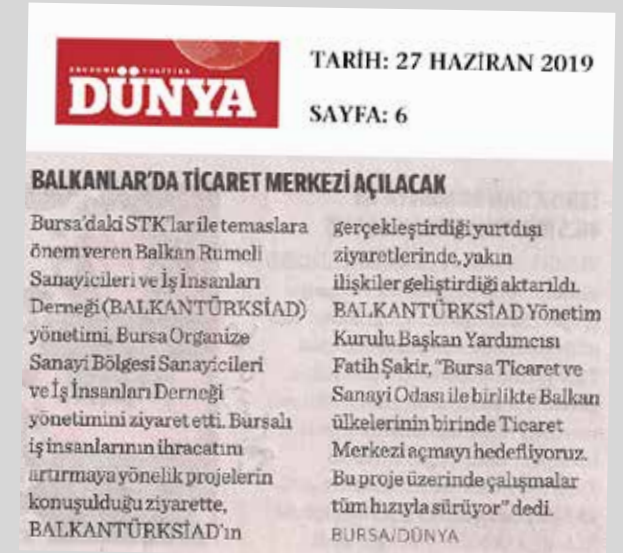 DÜNYA
TARİH: 27 HAZİRAN 2019
SAYFA: 6
BALKANLAR'DA TİCARET MERKEZİ AÇILACAK
Bursa'daki STK'lar ile temaslara
önem veren Balkan Rumeli
Sanayicileri ve İş İnsanları
Derneği (BALKANTÜRKSİAD)
yönetimi, Bursa Organize
Sanayi Bölgesi Sanayicileri
ve İş İnsanları Derneği
yönetimini ziyaret etti. Bursalı
iş insanlarının ihracatını
artırmaya yönelik projelerin
konuşulduğu ziyarette,
BALKANTÜRKSİAD'ın
gerçekleştirdiği yurtdışı
ziyaretlerinde, yakın
ilişkiler geliştirdiği aktarıldı.
BALKANTÜRKSİAD Yönetim
Kurulu Başkan Yardımcısı
Fatih Şakir, "Bursa Ticaret ve
Sanayi Odası ile birlikte Balkan
ülkelerinin birinde Ticaret
Merkezi açmayı hedefliyoruz.
Bu proje üzerinde çalışmalar
tüm hızıyla sürüyor" dedi.
BURSA/DÜNYA